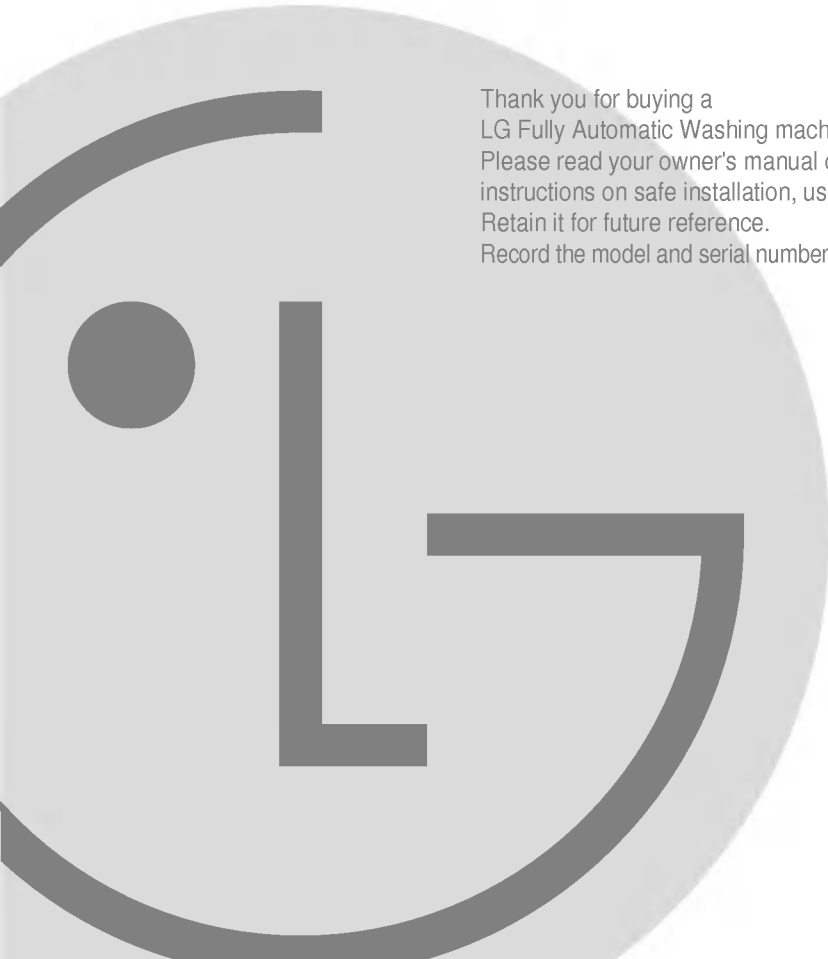 Thank you for buying a
LG Fully Automatic Washing mach
Please read your owner's manual
instructions on safe installation, us
Retain it for future reference.
Record the model and serial number
LG